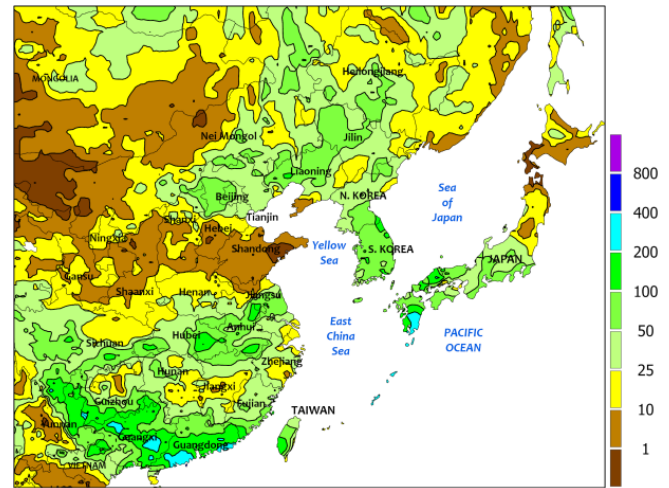 MONGOLIA
Heilongjiang
Nei Mongol
Jilin
Liaoning
Beijing
N. KOREA
Sea
of
Japan
Tianjin
Shanxi
Hebei
Ningxia
Shandong
Yellow
Sea
S. KOREA
JAPAN
Gansu
Shaanxi
Henan
Jiangsu
Anhui
Hubei
Sichuan
East
China
Sea
PACIFIC
OCEAN
Zhejiang
Hunan
Jiangxi
Guizhou
Fujian
TAIWAN
Yunnan
Guangxi
Guangdong
VIETNAM
800
400
200
100
50
25
10
1